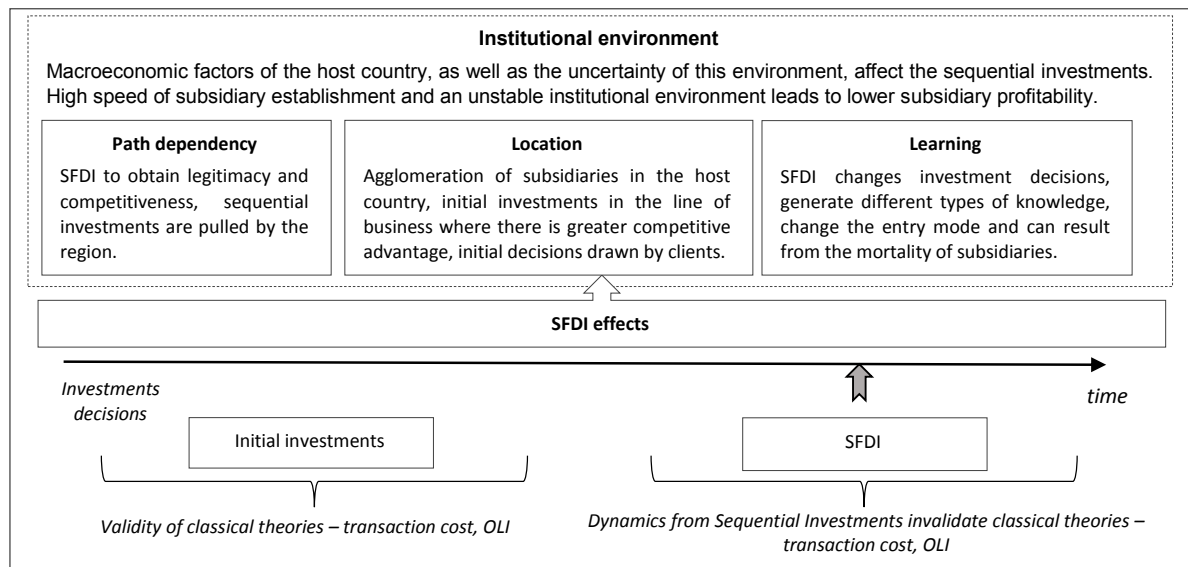 Institutional environment
Macroeconomic factors of the host country, as well as the uncertainty of this environment, affect the sequential investments.
High speed of subsidiary establishment and an unstable institutional environment leads to lower subsidiary profitability.
Path dependency
SFDI to obtain legitimacy and
competitiveness, sequential
investments are pulled by the
region.
Location
Agglomeration of subsidiaries in the host
country, initial investments in the line of
business where there is greater competitive
advantage, initial decisions drawn by clients.
Learning
SFDI changes investment decisions,
generate different types of knowledge,
change the entry mode and can result
from the mortality of subsidiaries.
SFDI effects
Investments
decisions
time
Initial investments
SFDI
Validity of classical theories – transaction cost, OLI
Dynamics from Sequential Investments invalidate classical theories –
transaction cost, OLI